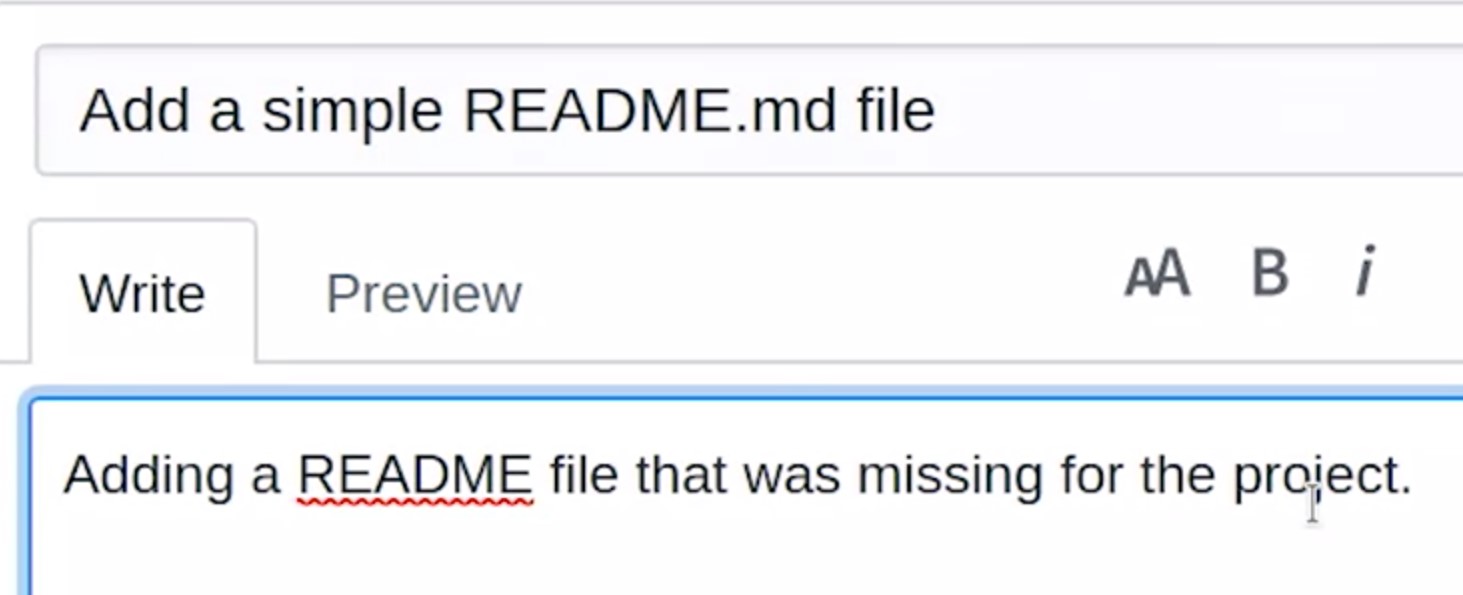 Add a simple README.md file
Write Preview AA B i
Adding a README file that was missing for the project.